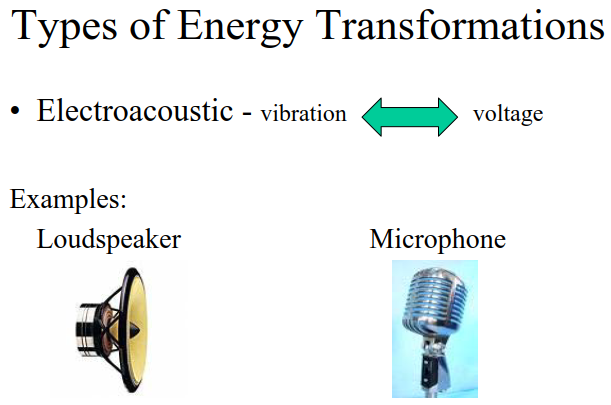 Types of Energy Transformations
• Electroacoustic - vibration voltage
Examples:
Loudspeaker Microphone